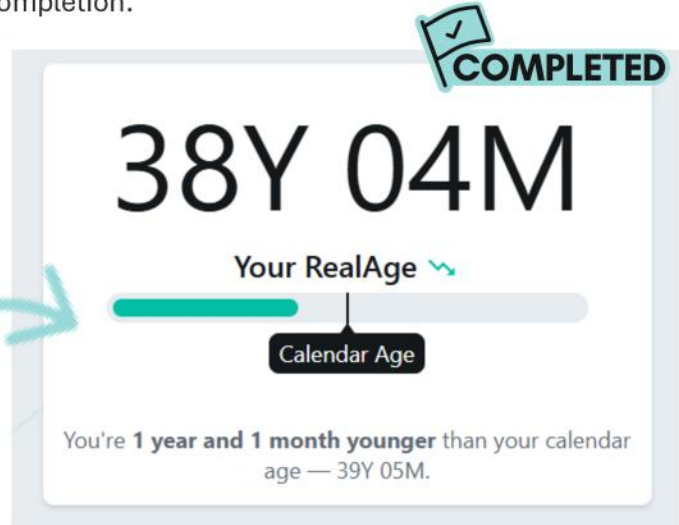 COMPLETED
38Y 04M
Your RealAge
Calendar Age
You're 1 year and 1 month younger than your calendar
age — 39Y 05M.